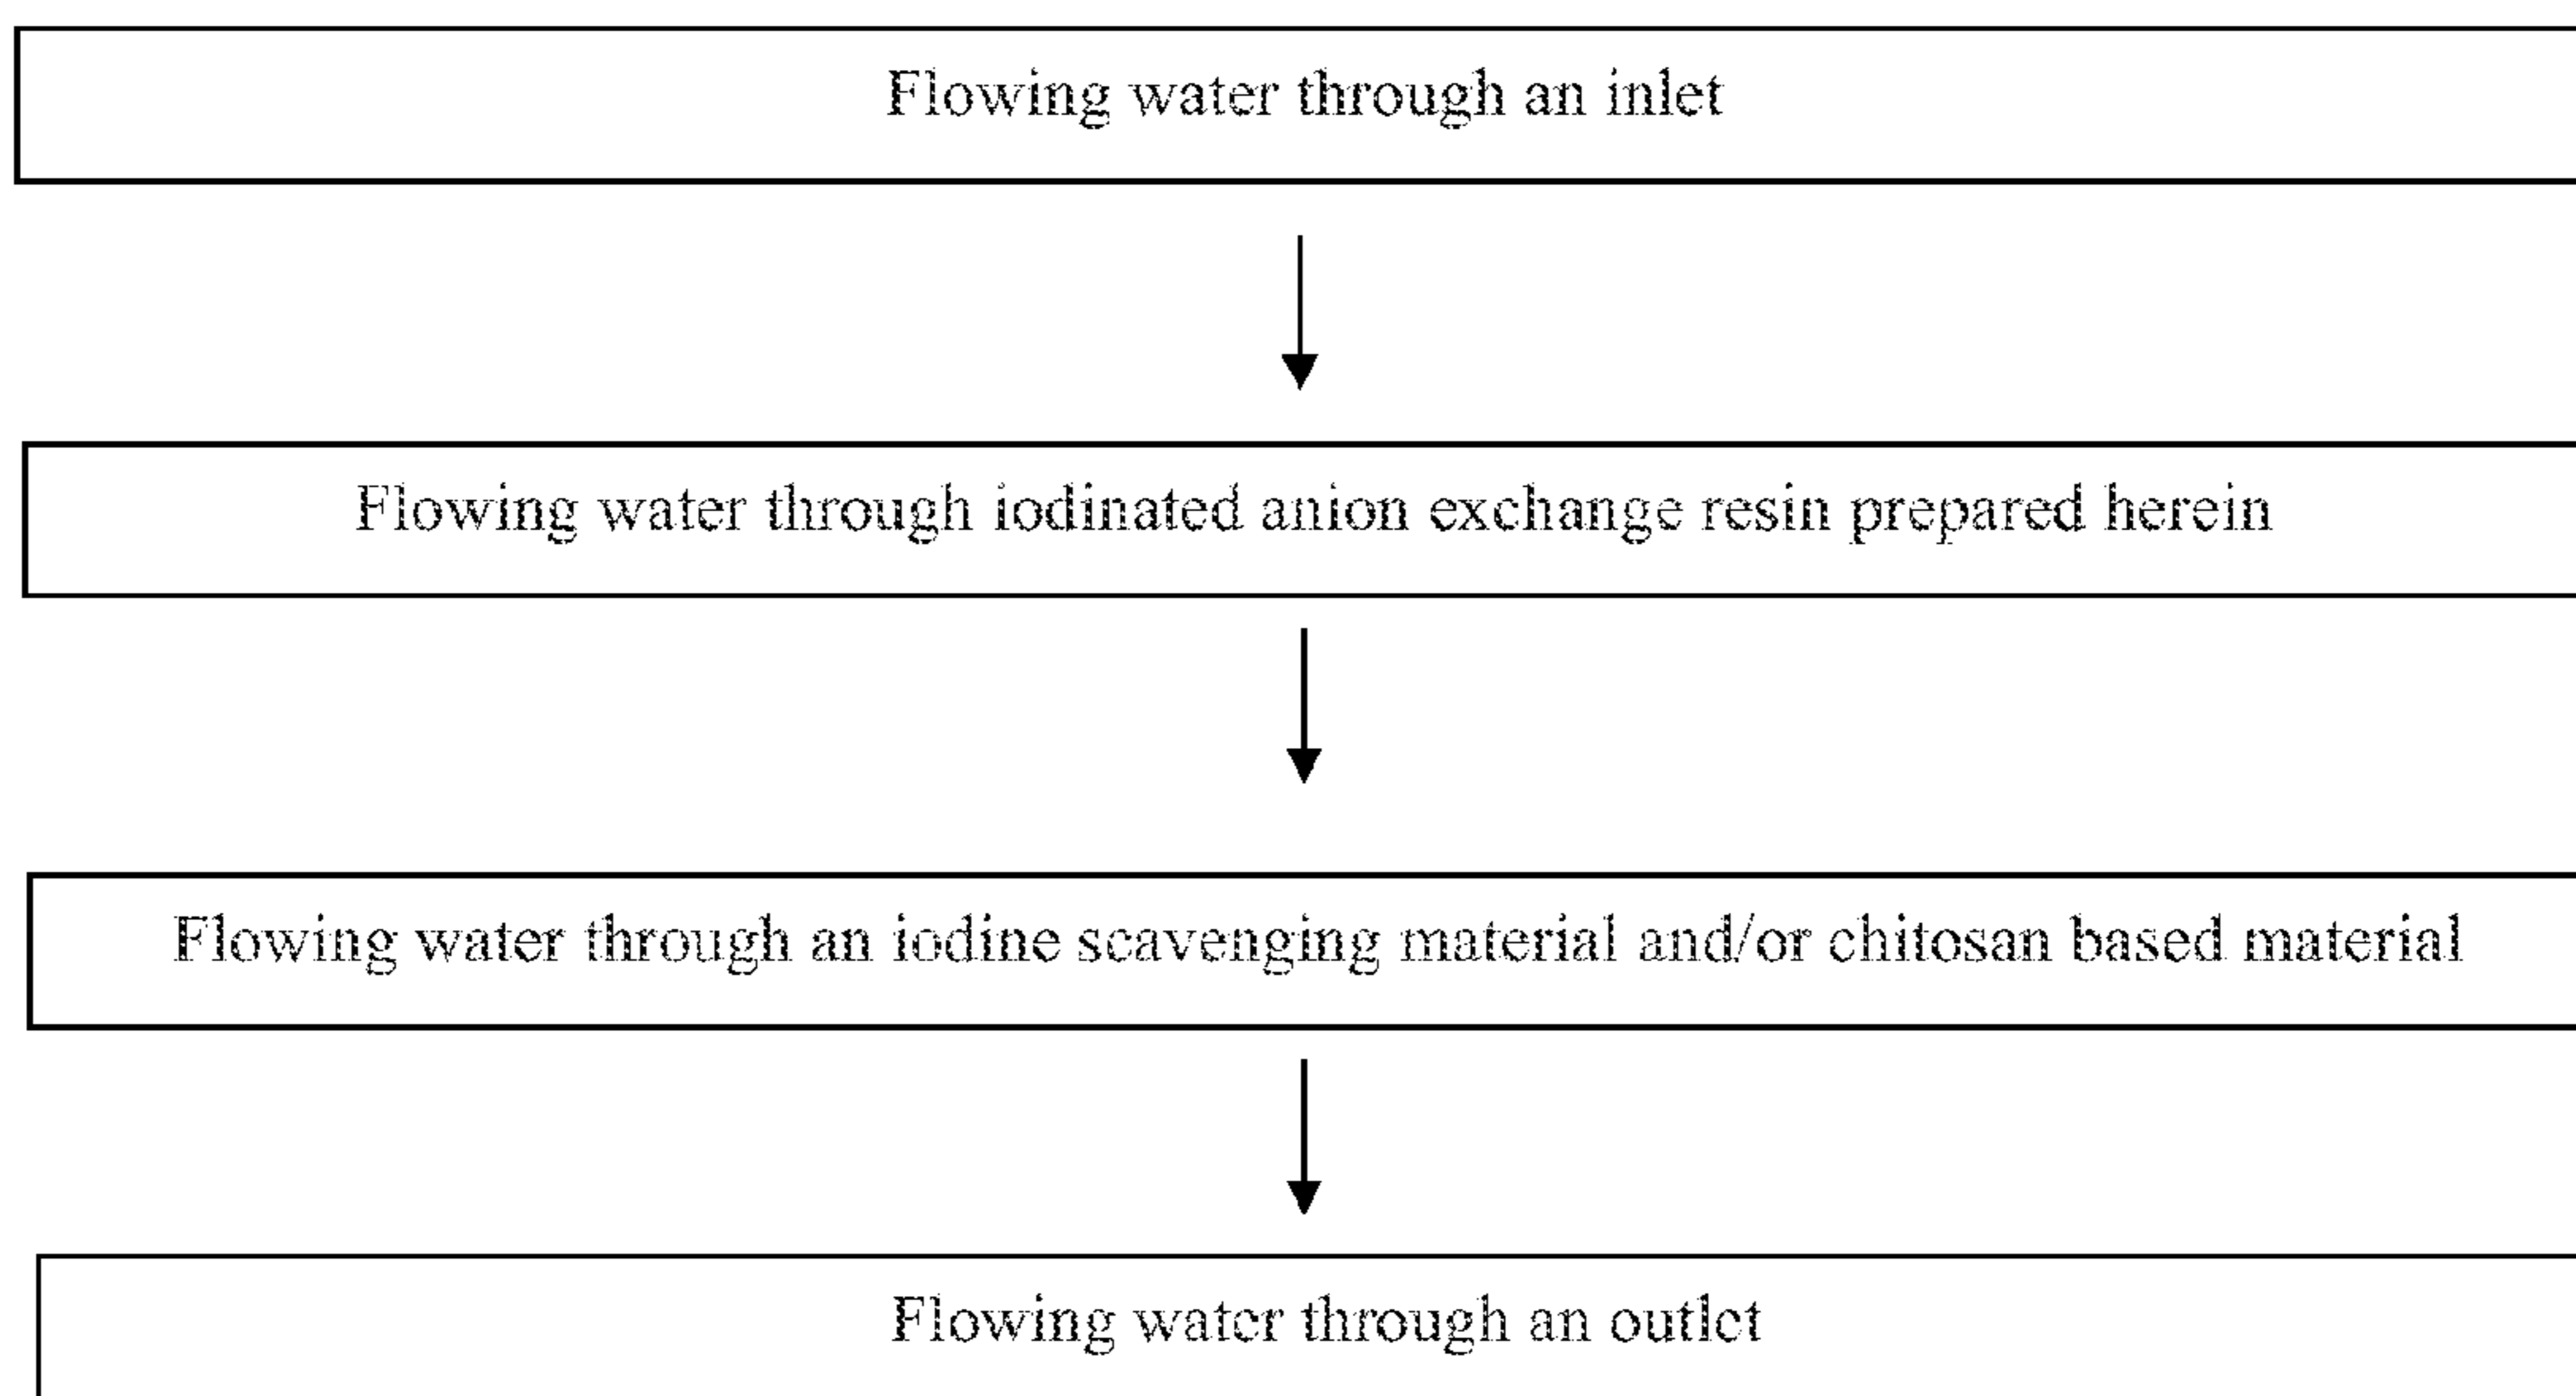 Flowing water through an inlet
Flowing water through iodinated anion exchange resin prepared herein
Flowing water through an iodine scavenging material and/or chitosan based material
Flowing water through an outlet